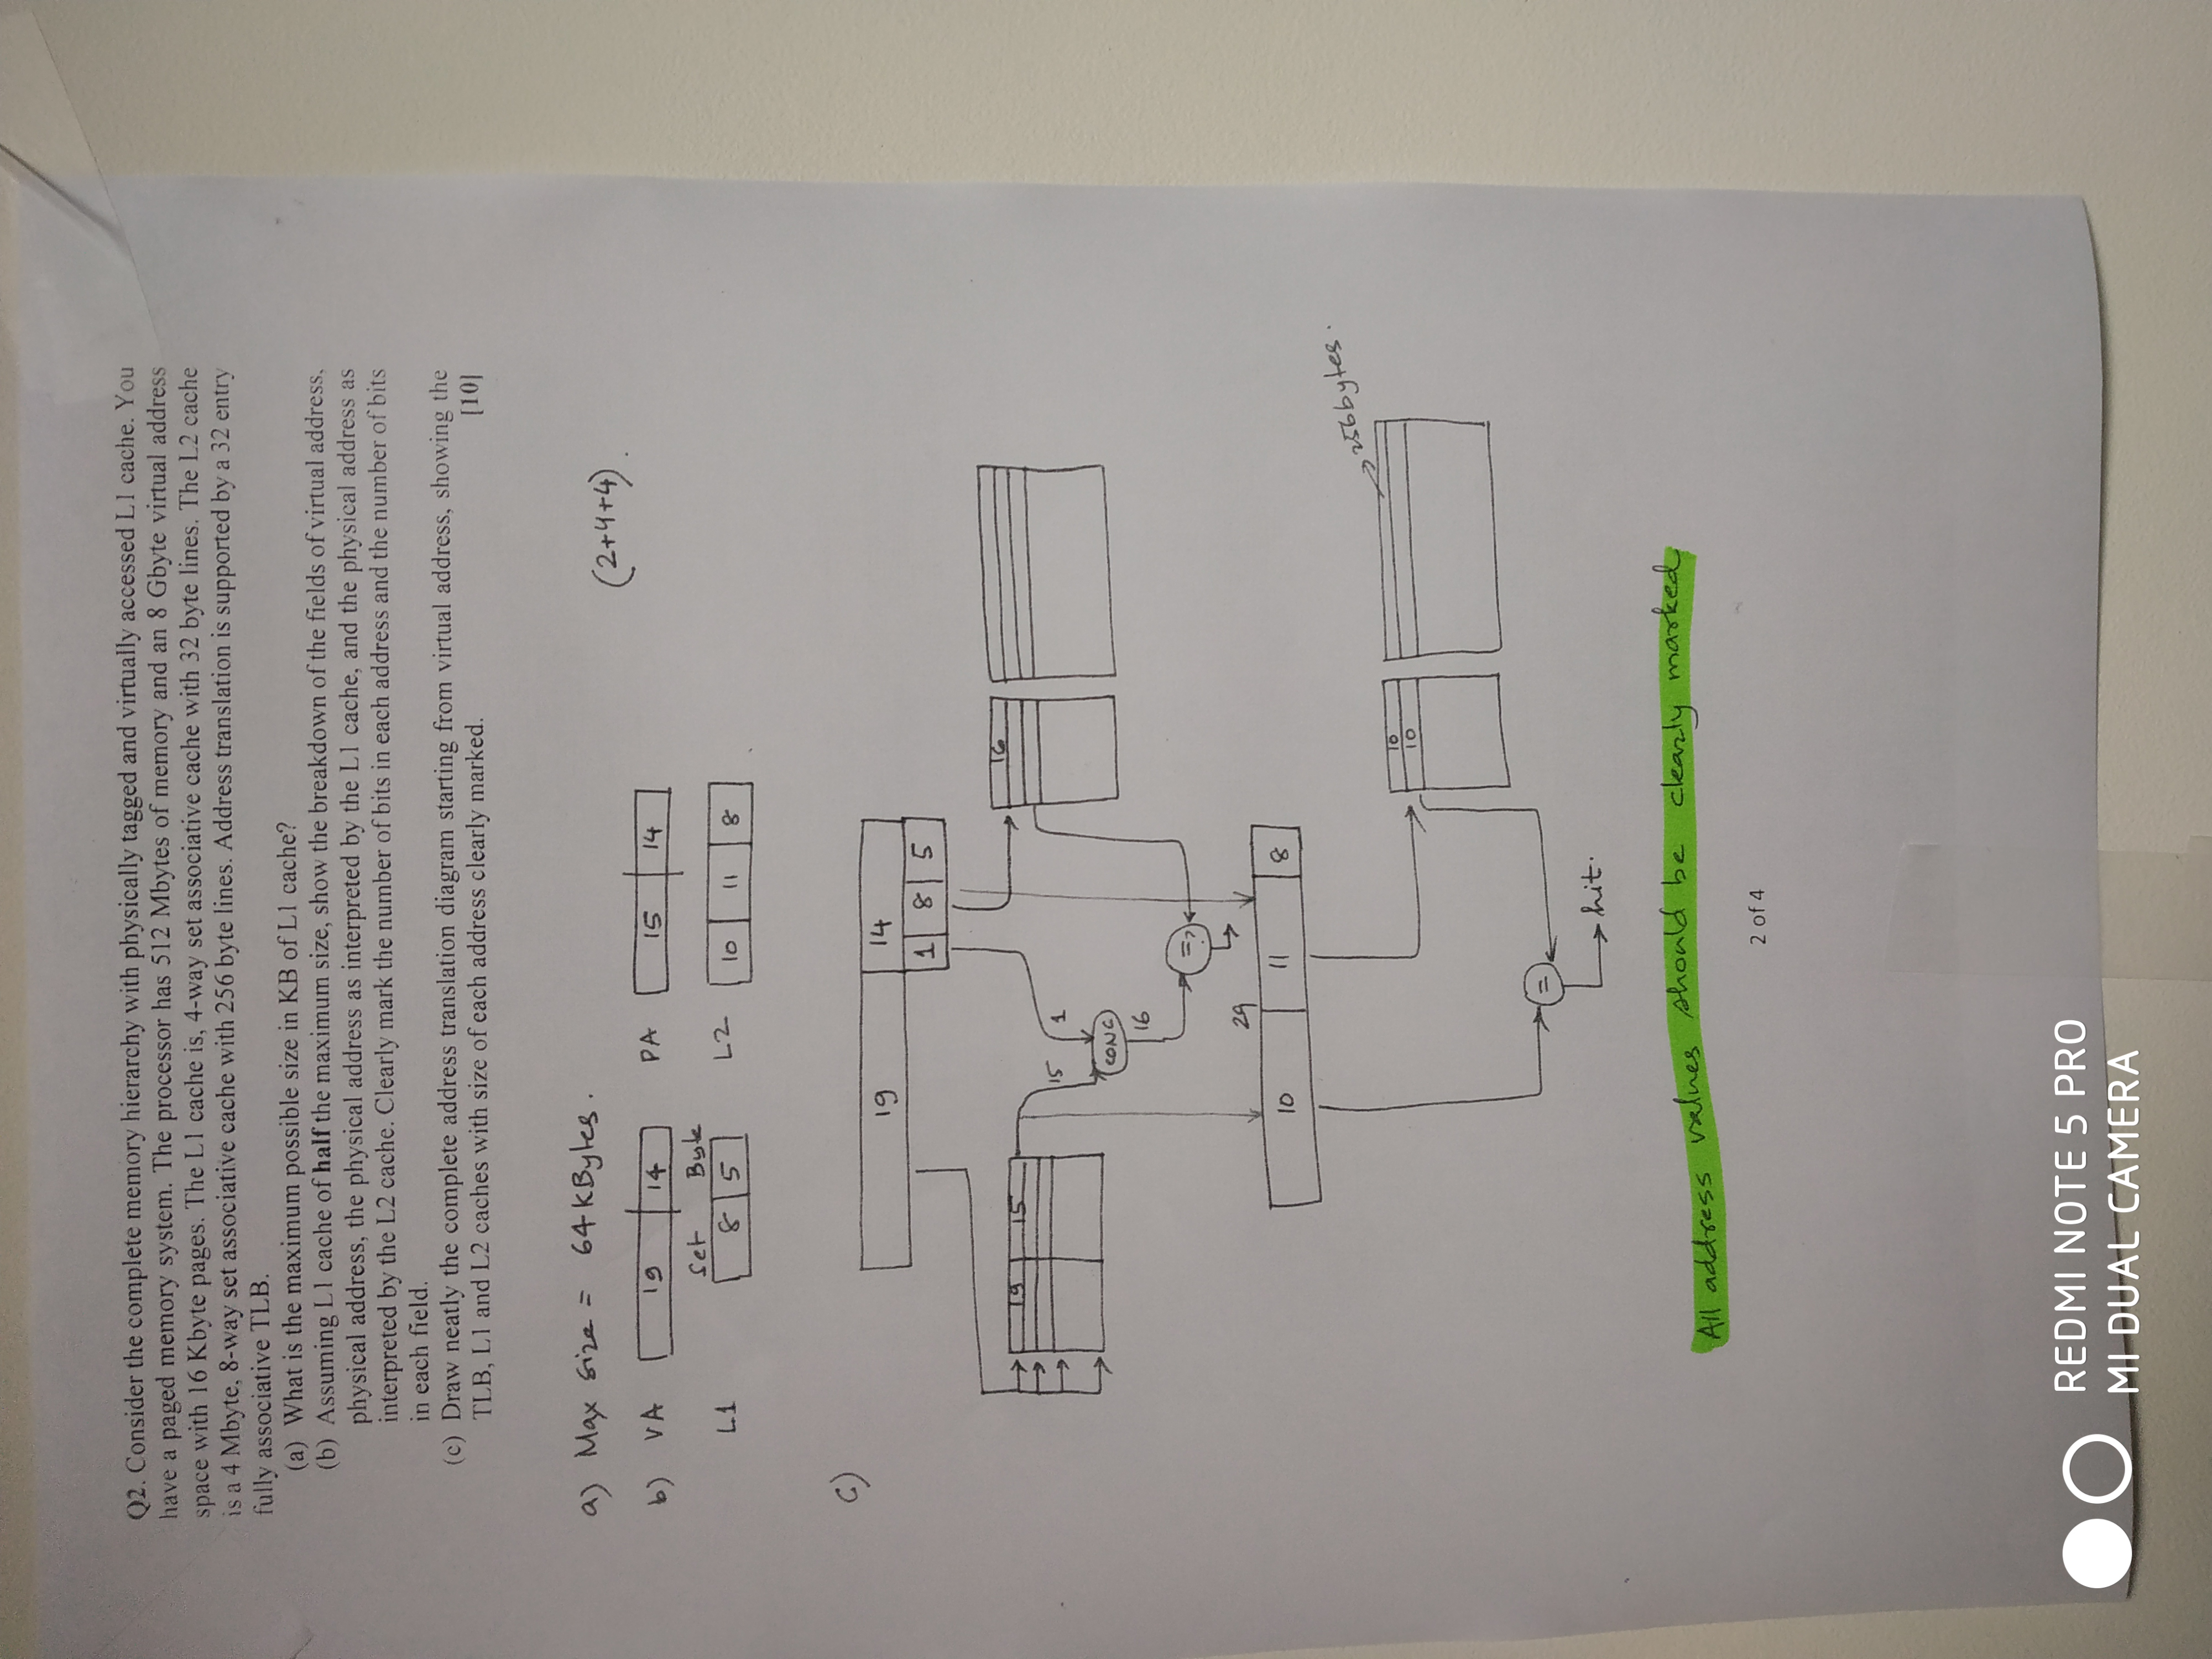 Q2. Consider the complete memory hierarchy with physically tagged and virtually accessed L1 cache. You
have a paged memory system. The processor has 512 Mbytes of memory and an 8 Gbyte virtual address
space with 16 Kbyte pages. The L1 cache is, 4-way set associative cache with 32 byte lines. The L2 cache
is a 4 Mbyte, 8-way set associative cache with 256 byte lines. Address translation is supported by a 32 entry
fully associative TLB.
(a) What is the maximum possible size in KB of L1 cache?
(b) Assuming L1 cache of half the maximum size, show the breakdown of the fields of virtual address,
physical address, the physical address as interpreted by the L1 cache, and the physical address as
interpreted by the L2 cache. Clearly mark the number of bits in each address and the number of bits
in each field.
(c) Draw neatly the complete address translation diagram starting from virtual address, showing the
TLB, L1 and L2 caches with size of each address clearly marked. [10]
a) Max size = 64 KBytes.
(2+4+4).
b) VA 19 14 PA 15 14
Set Byte
L1 8 5 L2 10 11 8
c)
19 14
1 8 5
16
19 15
15 1
CONC
16
=?
29
10 11 8
256 bytes.
10
10
=
hit.
All address values should be clearly marked
2 of 4
REDMI NOTE 5 PRO
MI DUAL CAMERA